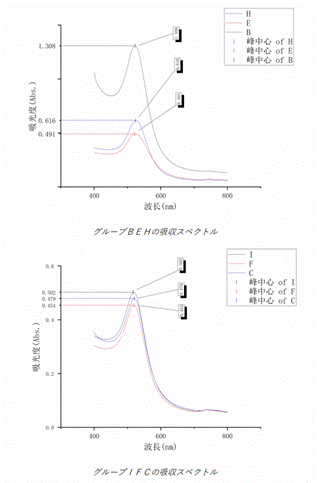 H
E
B
峰中心 of H
峰中心 of E
峰中心 of B
1.308
0.616
0.491
吸光度(Abs.)
400
600
800
波长(nm)
グループＢＥＨの吸収スペクトル
I
F
C
峰中心 of I
峰中心 of F
峰中心 of C
0.6
0.502
0.479
0.454
0.4
0.2
0.0
吸光度(Abs.)
400
600
800
波長(nm)
グループＩＦＣの吸収スペクトル